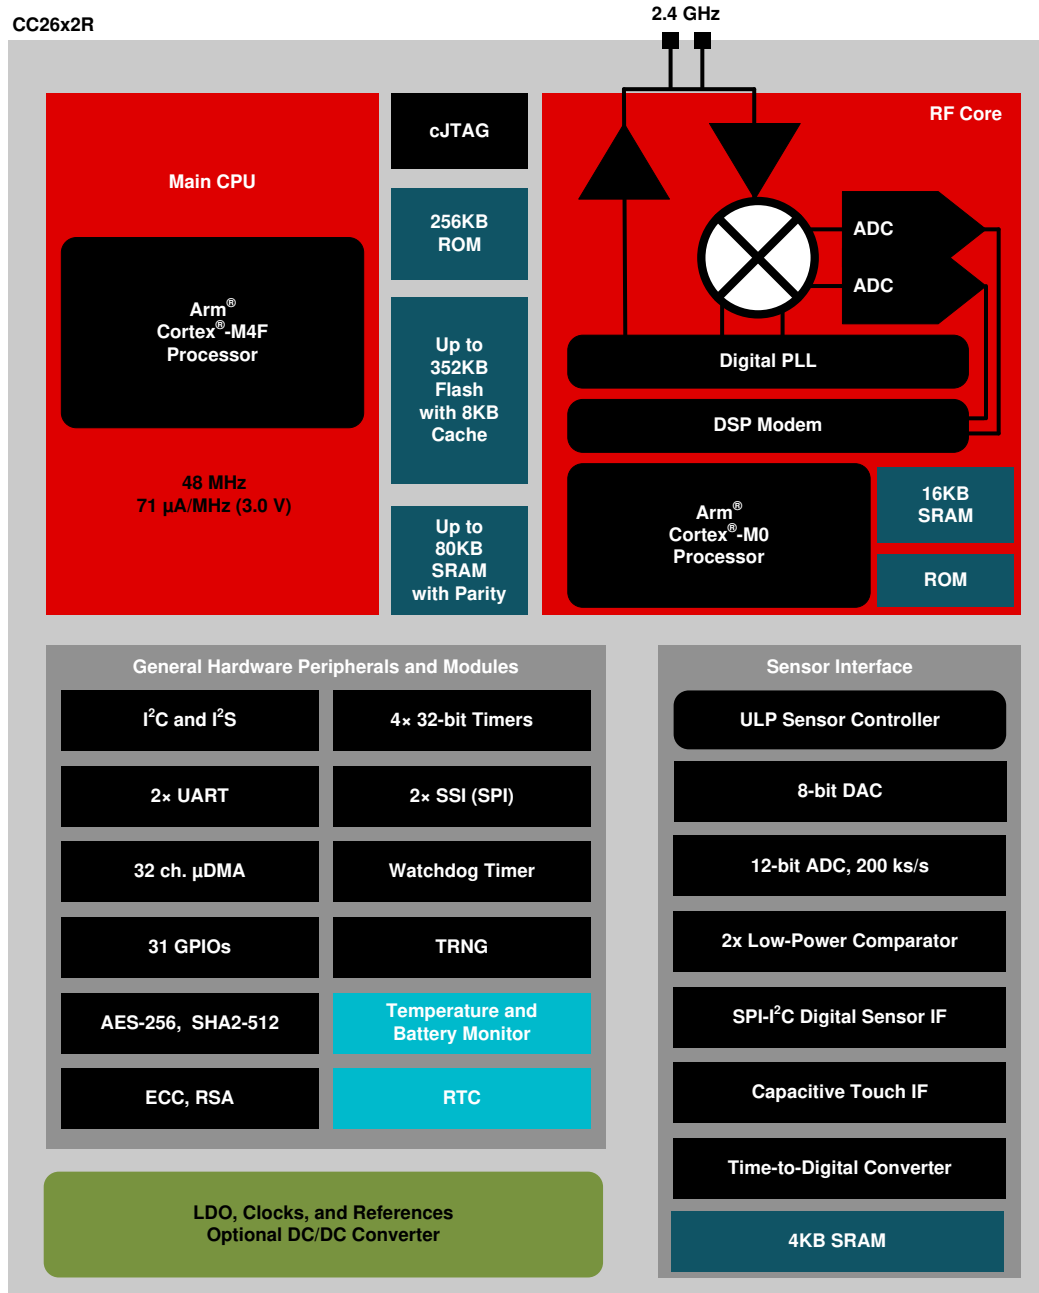 CC26x2R
2.4 GHz
Main CPU
Arm®
Cortex®-M4F
Processor
48 MHz
71 µA/MHz (3.0 V)
cJTAG
256KB
ROM
Up to
352KB
Flash
with 8KB
Cache
Up to
80KB
SRAM
with Parity
RF Core
ADC
ADC
Digital PLL
DSP Modem
Arm®
Cortex®-M0
Processor
16KB
SRAM
ROM
General Hardware Peripherals and Modules
I²C and I²S
4× 32-bit Timers
2× UART
2× SSI (SPI)
32 ch. µDMA
Watchdog Timer
31 GPIOs
TRNG
AES-256, SHA2-512
Temperature and
Battery Monitor
ECC, RSA
RTC
LDO, Clocks, and References
Optional DC/DC Converter
Sensor Interface
ULP Sensor Controller
8-bit DAC
12-bit ADC, 200 ks/s
2x Low-Power Comparator
SPI-I²C Digital Sensor IF
Capacitive Touch IF
Time-to-Digital Converter
4KB SRAM